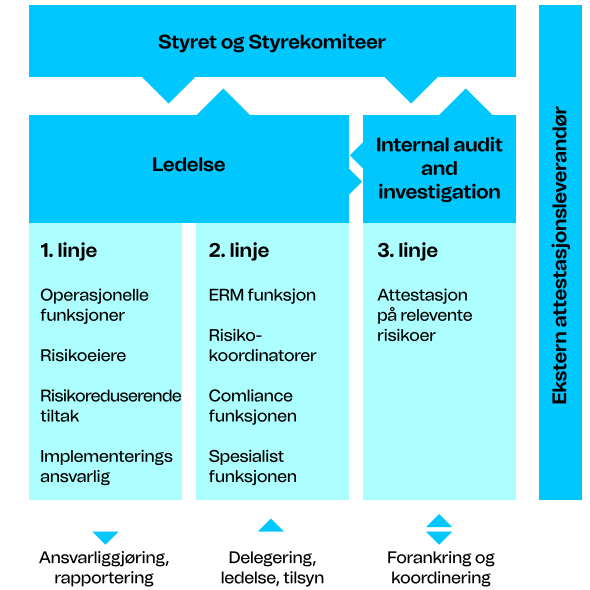 Styret og Styrekomiteer
Ledelse
Internal audit
and
investigation
1. linje
Operasjonelle
funksjoner
Risikoeiere
Risikoreduserende
tiltak
Implementerings
ansvarlig
2. linje
ERM funksjon
Risiko-
koordinatorer
Comliance
funksjonen
Spesialist
funksjonen
3. linje
Attestasjon
på relevente
risikoer
Ekstern attestasjonsleverandør
Ansvarliggjøring,
rapportering
Delegering,
ledelse, tilsyn
Forankring og
koordinering